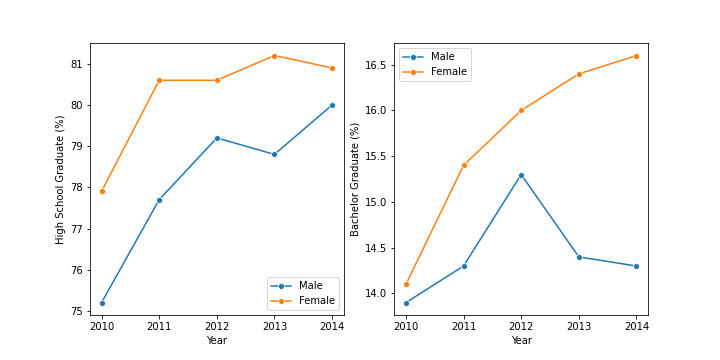 High School Graduate (%)
81
80
79
78
77
76
75
2010 2011 2012 2013 2014
Year
Male
Female
Bachelor Graduate (%)
16.5
16.0
15.5
15.0
14.5
14.0
2010 2011 2012 2013 2014
Year
Male
Female